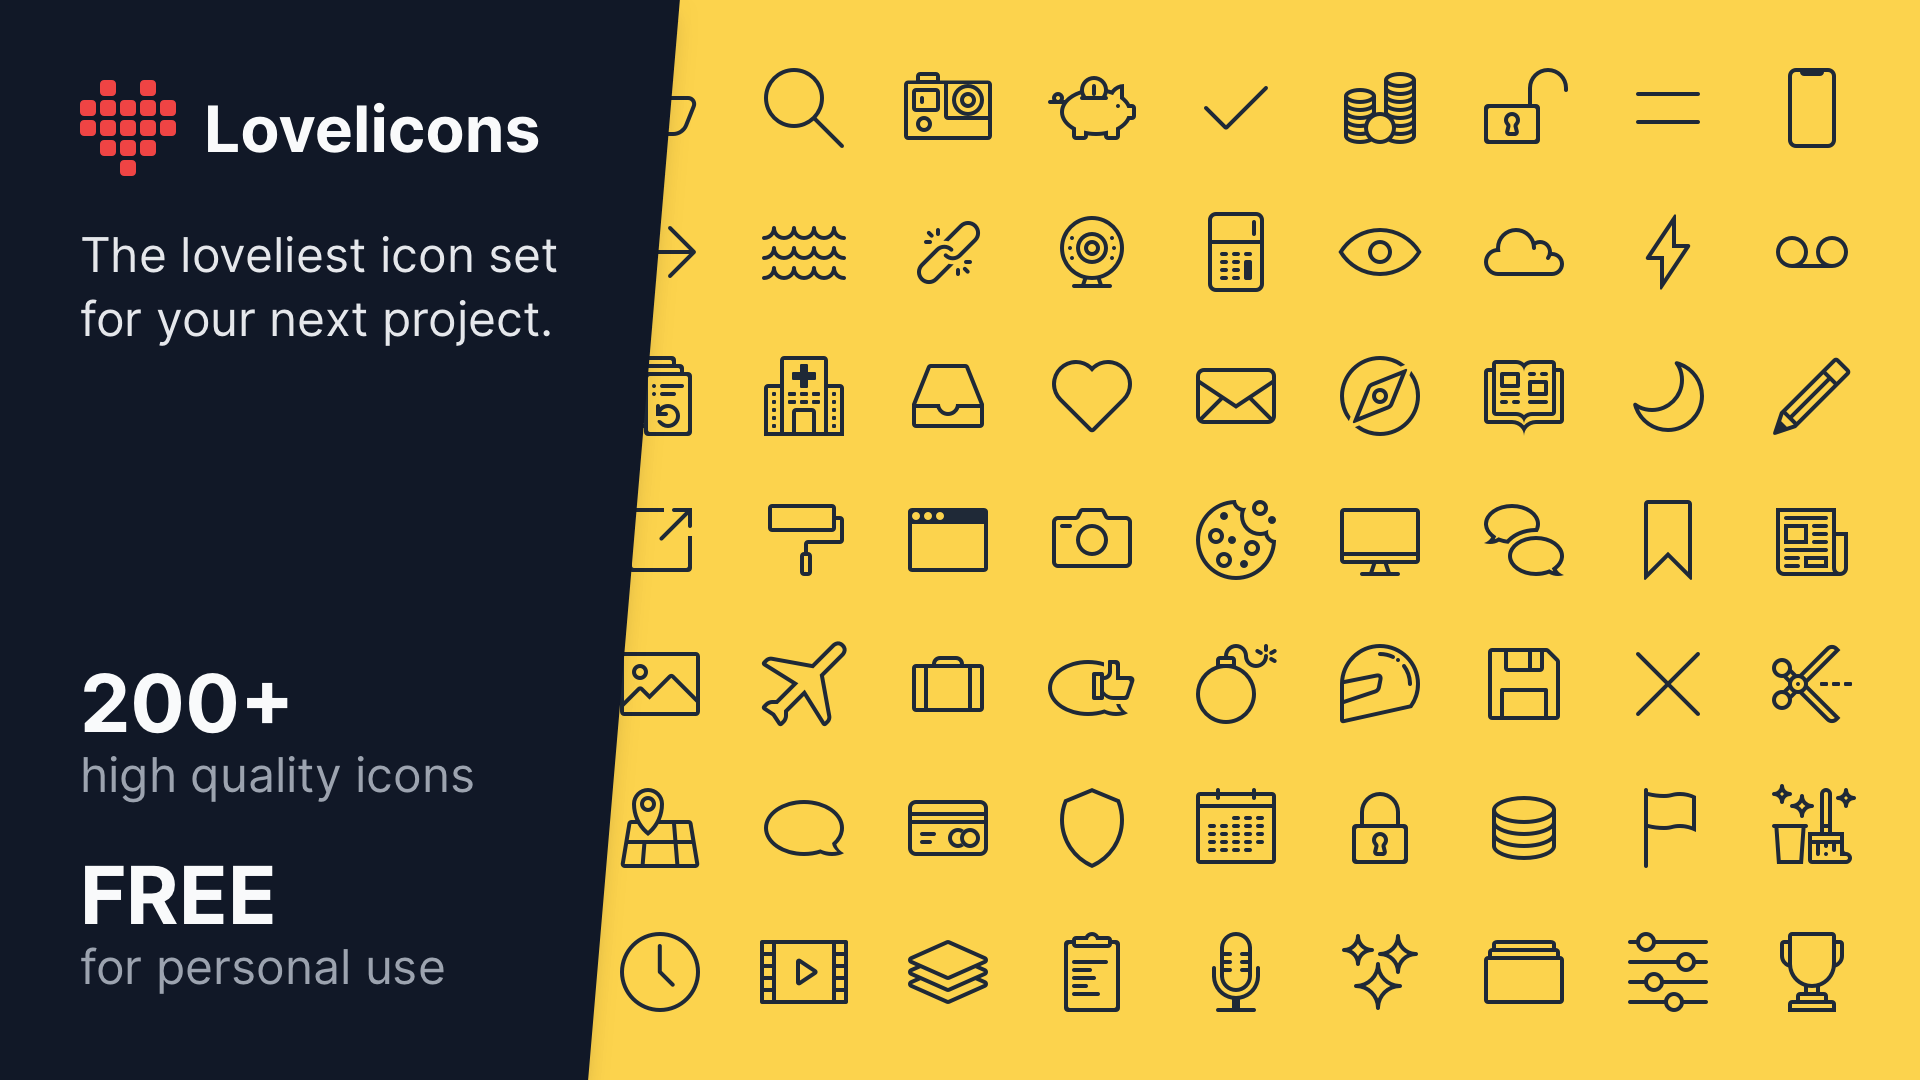 Lovelicons
The loveliest icon set
for your next project.
200+
high quality icons
FREE
for personal use